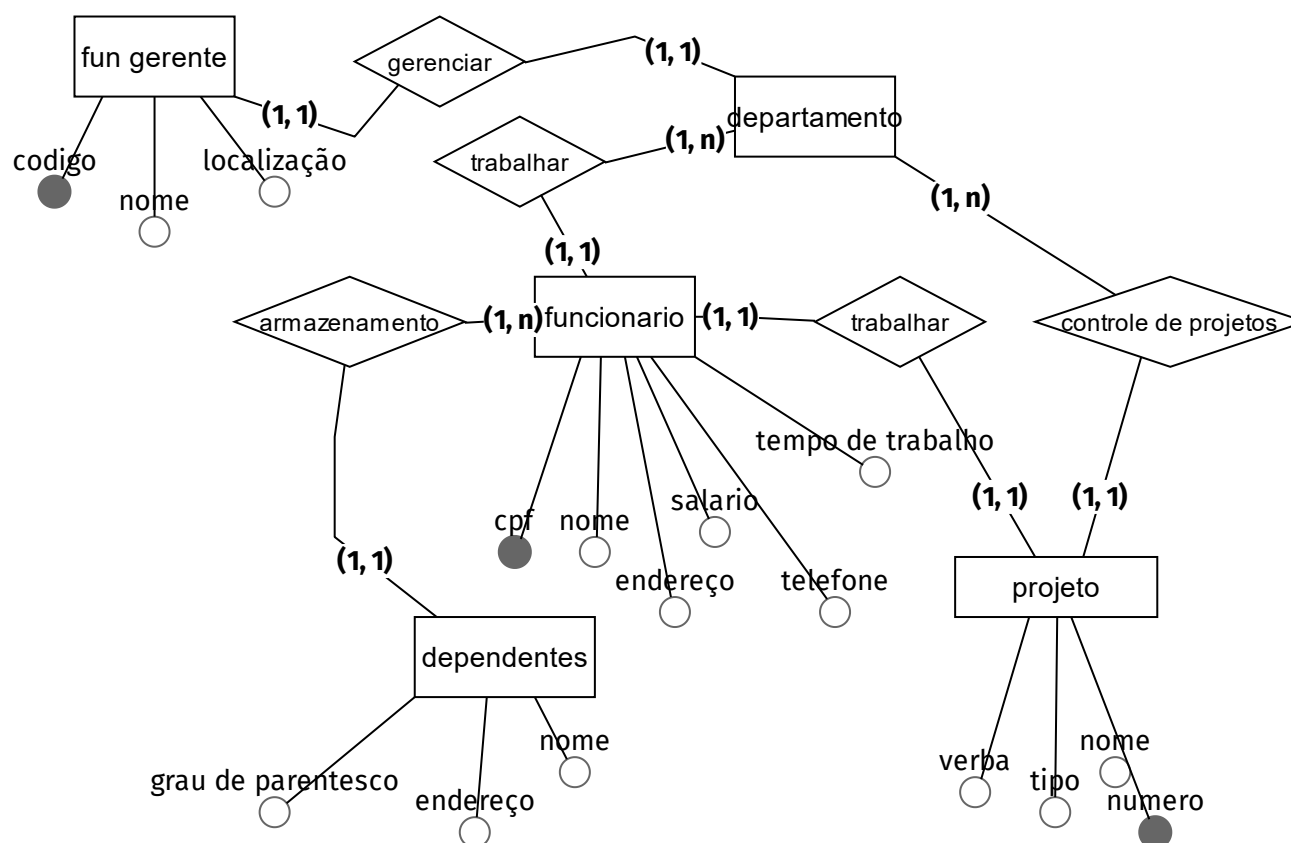 fun gerente
gerenciar
(1, 1)
(1, 1)
departamento
codigo
nome
localização
trabalhar
(1, n)
(1, n)
(1, 1)
armazenamento
(1, n)
funcionario
(1, 1)
trabalhar
controle de projetos
tempo de trabalho
salario
cpf
nome
endereço
telefone
(1, 1)
(1, 1)
(1, 1)
projeto
dependentes
nome
grau de parentesco
endereço
verba
tipo
nome
numero